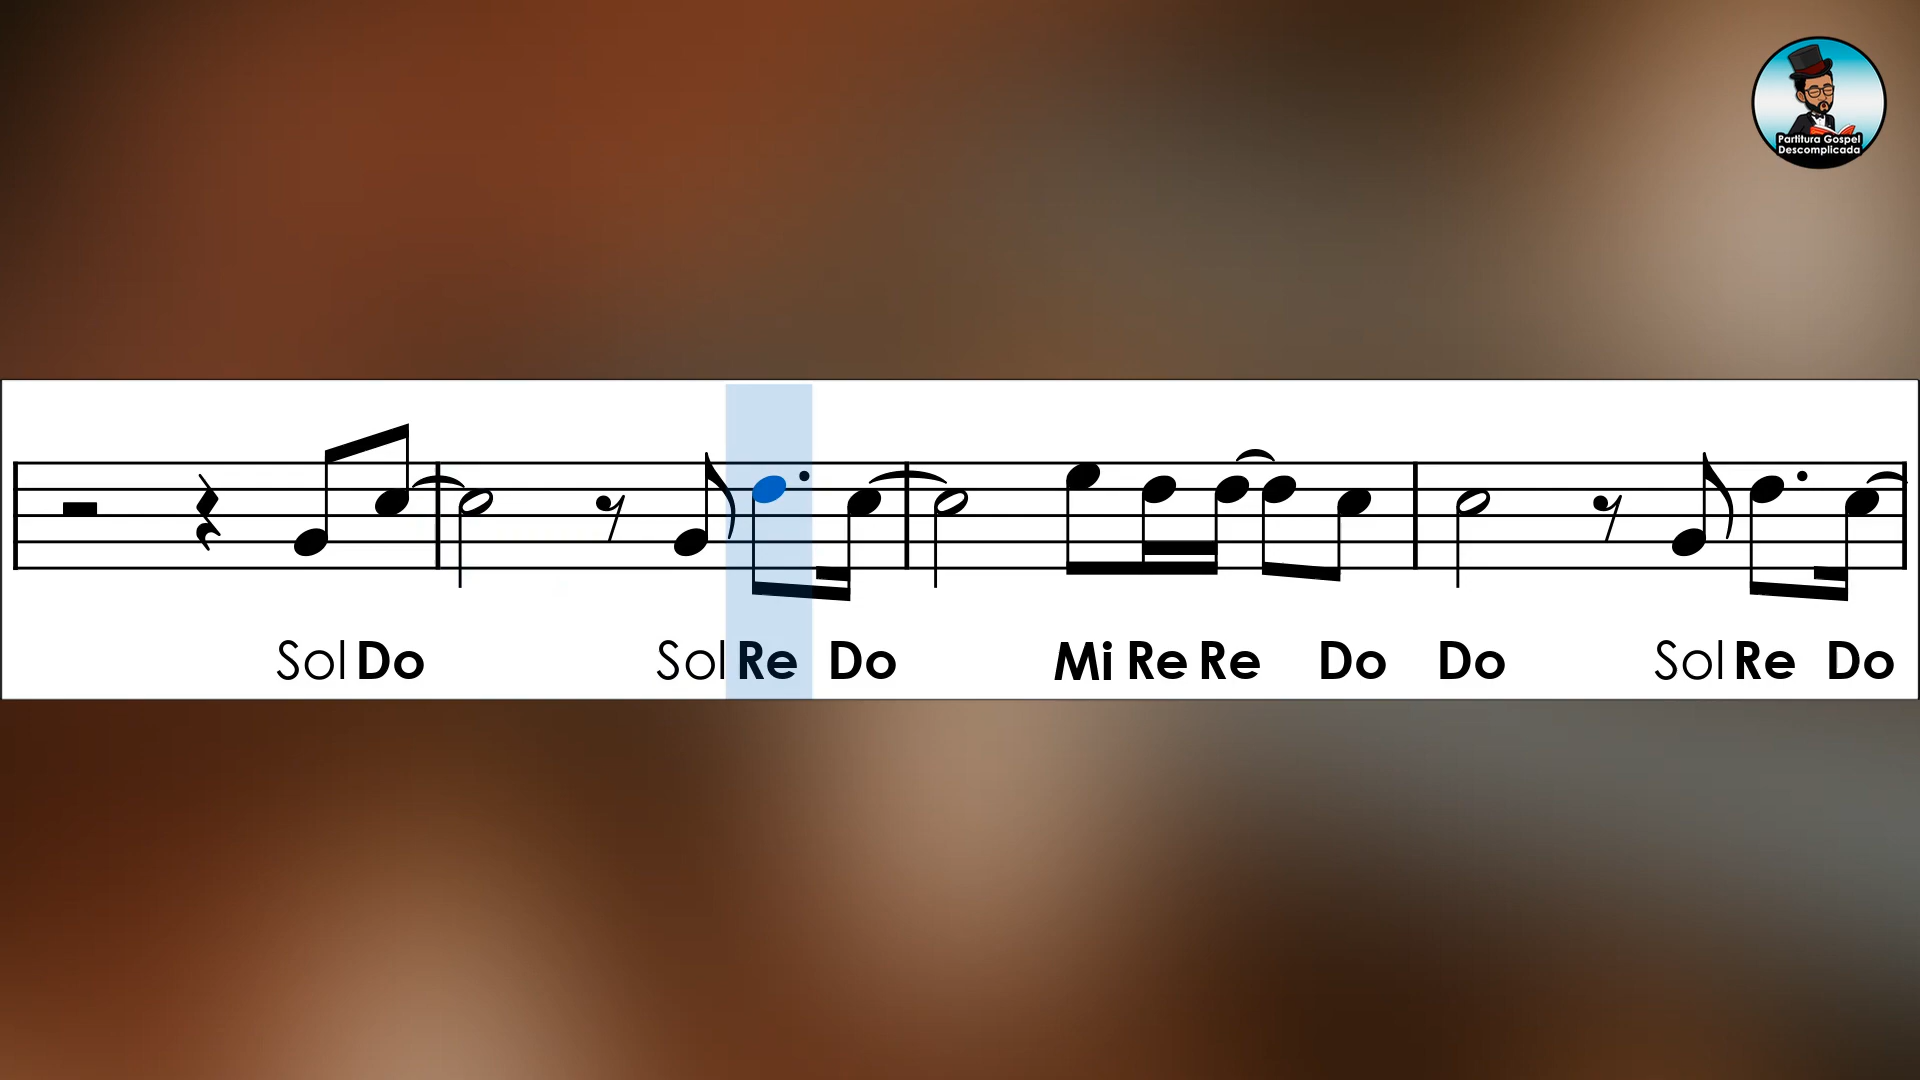 Partitura Gospel
Descomplicada
Sol Do Sol Re Do Mi Re Re Do Do Sol Re Do